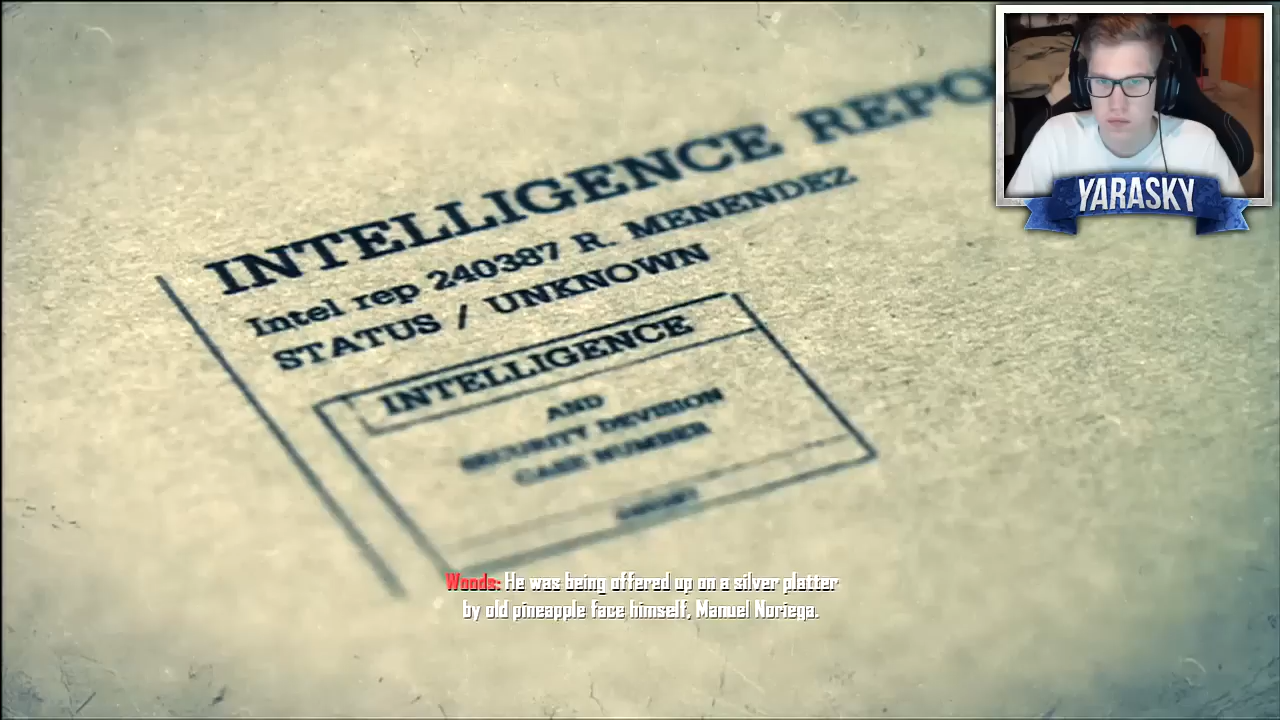 INTELLIGENCE REPO
Intel rep 240387 R. MENENDEZ
STATUS / UNKNOWN
INTELLIGENCE
AND
SECURITY DEVISION
CASE NUMBER
YARASKY
Woods: He was being offered up on a silver platter
by old pineapple face himself, Manuel Noriega.